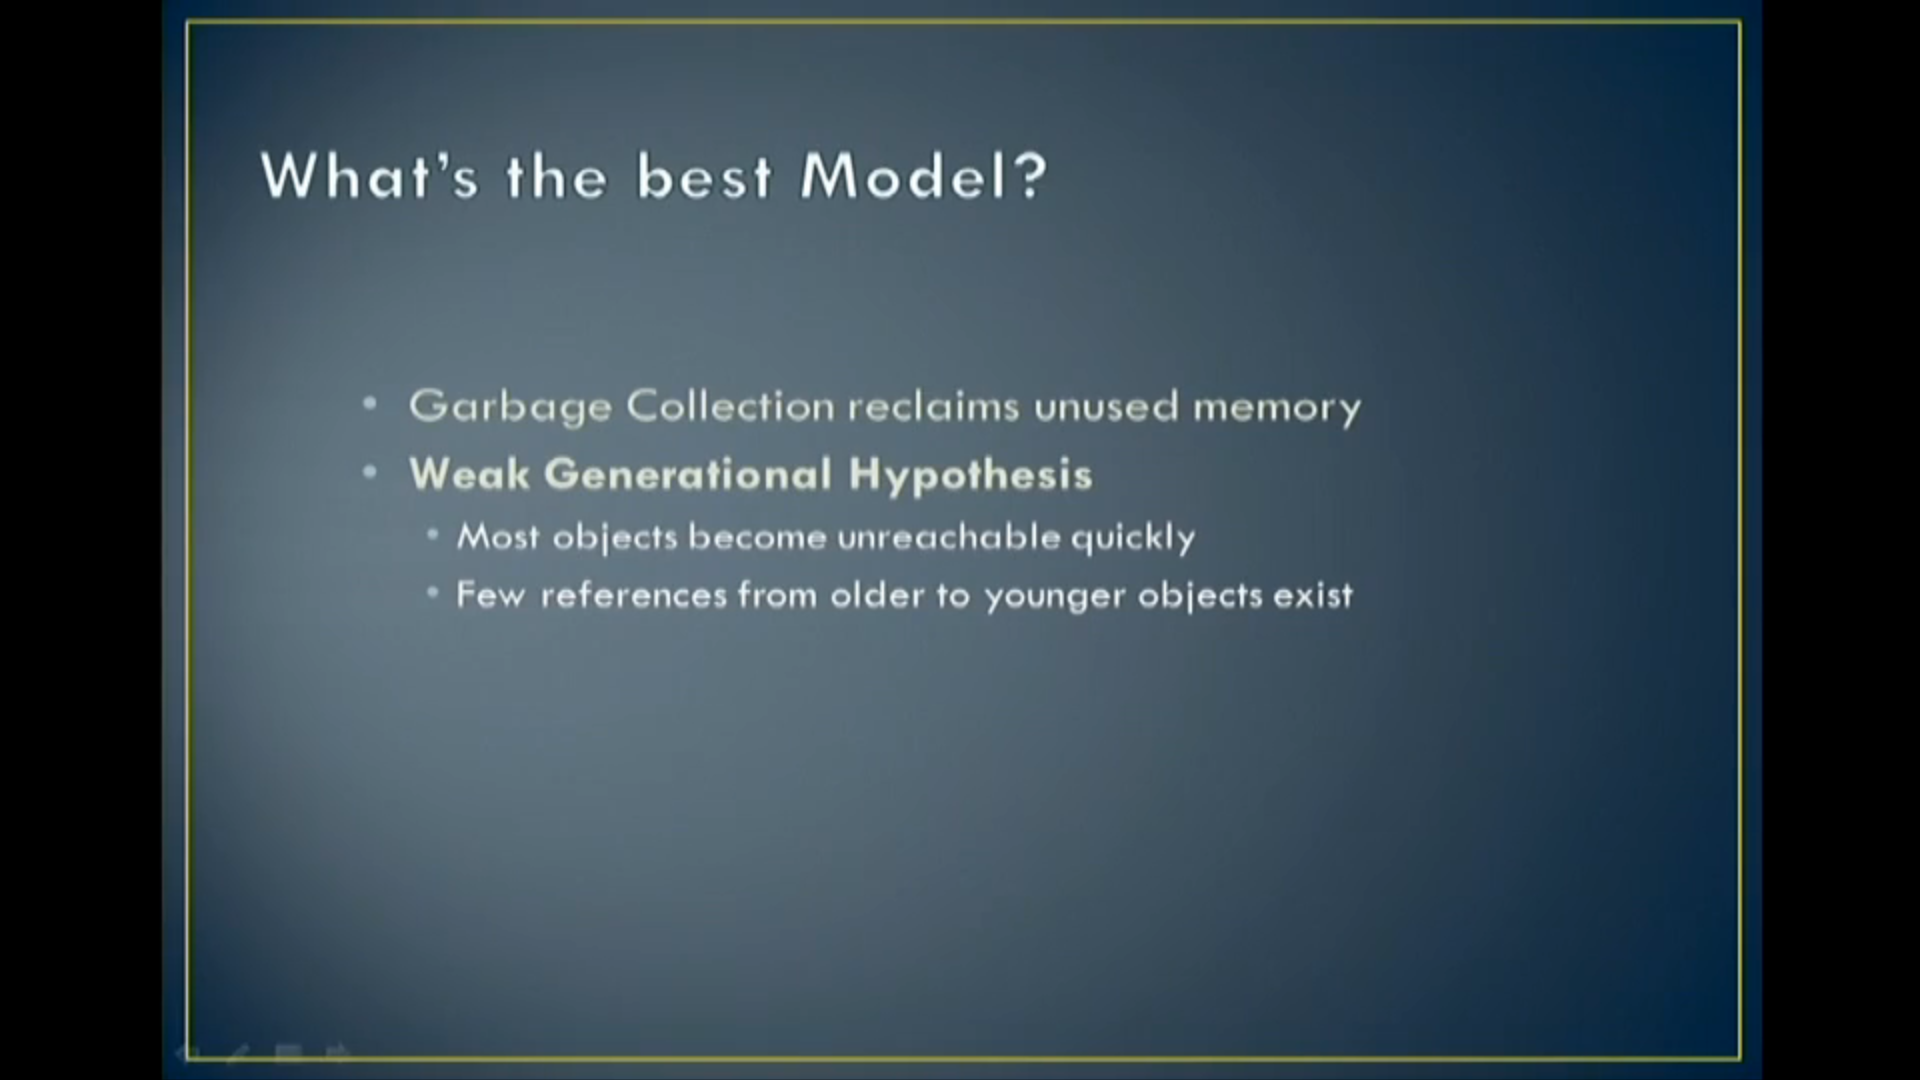 What's the best Model?
• Garbage Collection reclaims unused memory
• Weak Generational Hypothesis
• Most objects become unreachable quickly
• Few references from older to younger objects exist